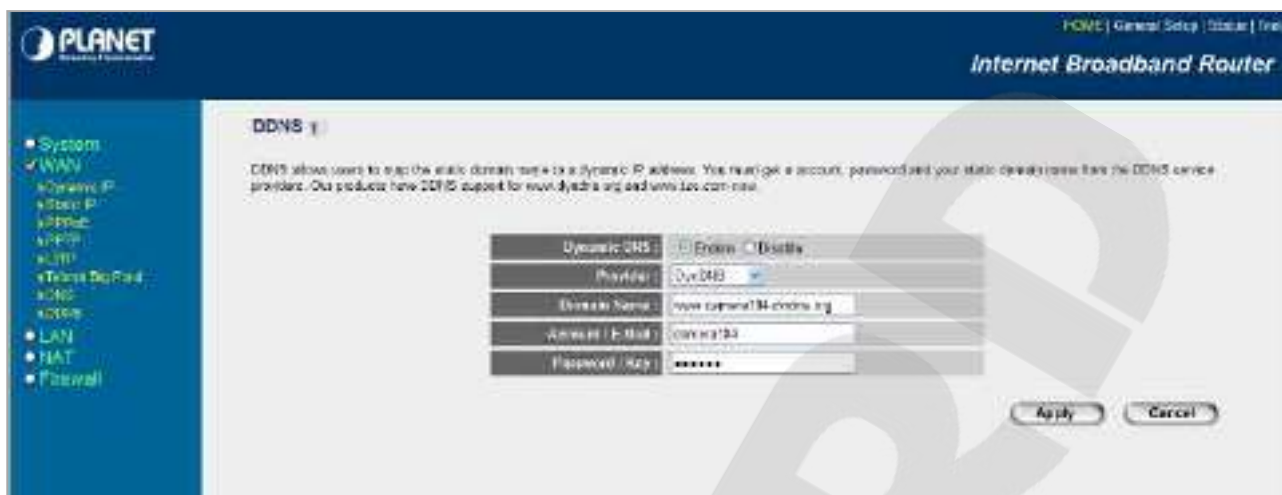 PLANET
HOME | General Setup | Status |
Internet Broadband Router
System
WAN
Dynamic IP
Static IP
PPPoE
PPTP
L2TP
Telstra Big Pond
DNS
DDNS
LAN
NAT
Firewall
DDNS
DDNS allows users to map the static domain name to a dynamic IP address. You must get a account, password and your static domain name from the DDNS service
providers. Our products have DDNS support for www.dyndns.org and www.tzo.com now.
Dynamic DNS : Enable Disable
Provider : DynDNS
Domain Name :
Account / E-Mail : camera184
Password / Key : ••••••
Apply Cancel